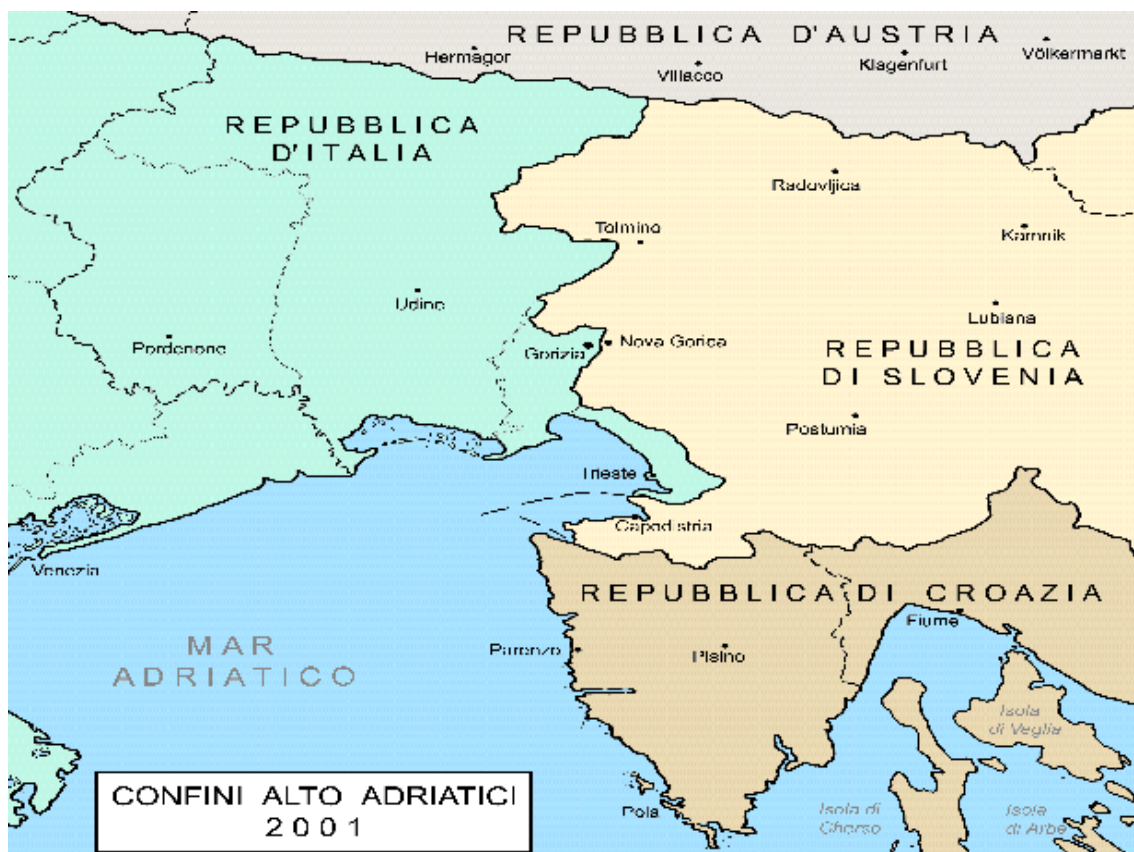 REPUBBLICA D'AUSTRIA
Hermagor
Villacco
Klagenfurt
Völkermarkt
REPUBBLICA
D'ITALIA
Radovljica
Tolmino
Kamnik
Udine
Lubiana
Pordenone
Gorizia
Nova Gorica
REPUBBLICA
DI SLOVENIA
Postumia
Trieste
Capodistria
Venezia
REPUBBLICA DI CROAZIA
Fiume
MAR
ADRIATICO
Parenzo
Pisino
Isola
di Veglia
CONFINI ALTO ADRIATICI
2001
Pola
Isola di
Cherso
Isola
di Arbe